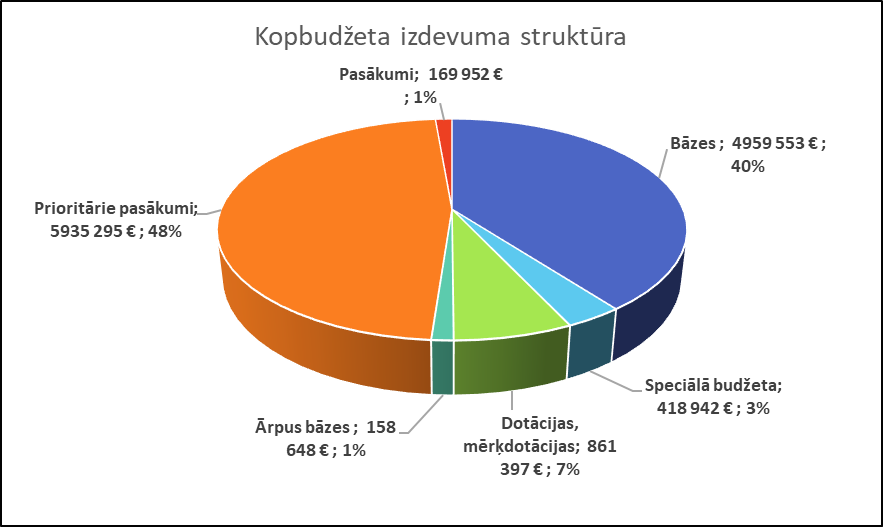 Kopbudžeta izdevuma struktūra
Pasākumi; 169 952 €
; 1%
Bāzes ; 4959 553 € ;
40%
Prioritārie pasākumi;
5935 295 € ; 48%
Speciālā budžeta;
418 942 € ; 3%
Ārpus bāzes ; 158
648 € ; 1%
Dotācijas,
mērķdotācijas; 861
397 € ; 7%